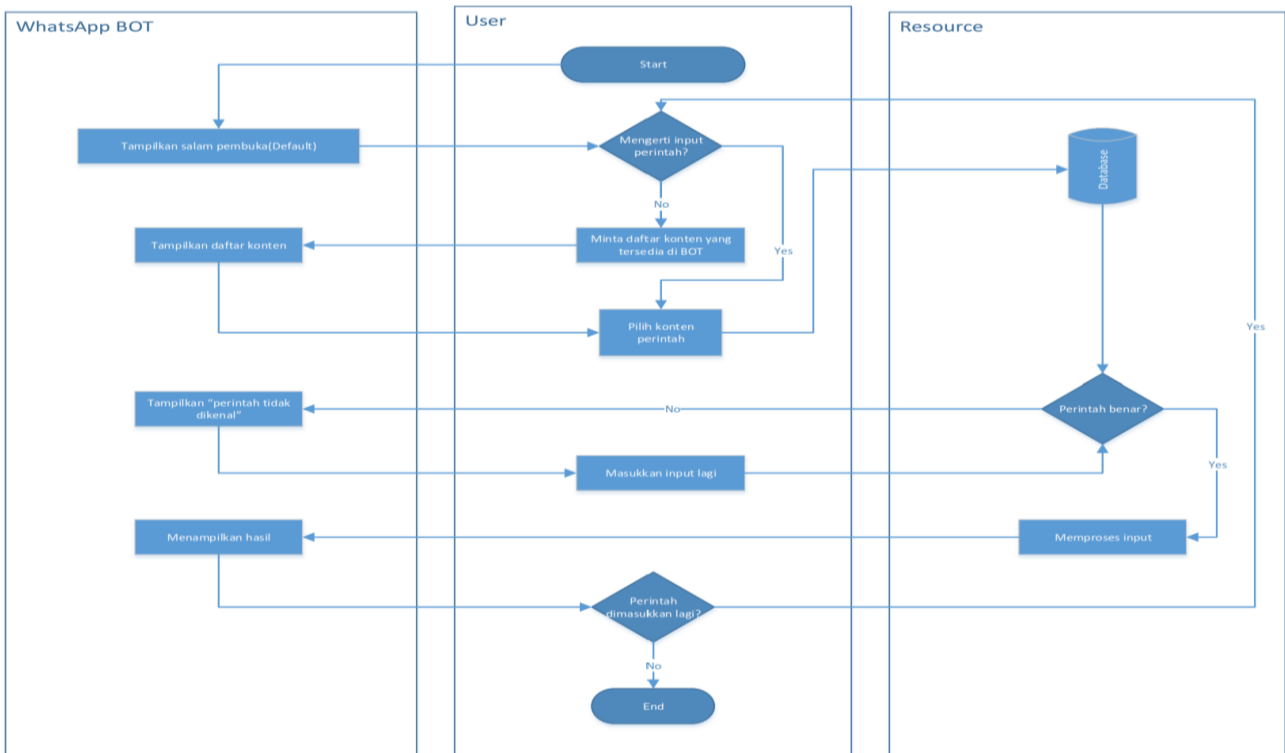 WhatsApp BOT
User
Resource
Start
Tampilkan salam pembuka(Default)
Mengerti input
perintah?
Database
No
Tampilkan daftar konten
Minta daftar konten yang
tersedia di BOT
Yes
Pilih konten
perintah
Yes
Tampilkan “perintah tidak
dikenal”
No
Perintah benar?
Masukkan input lagi
Yes
Menampilkan hasil
Memproses input
Perintah
dimasukkan lagi?
No
End